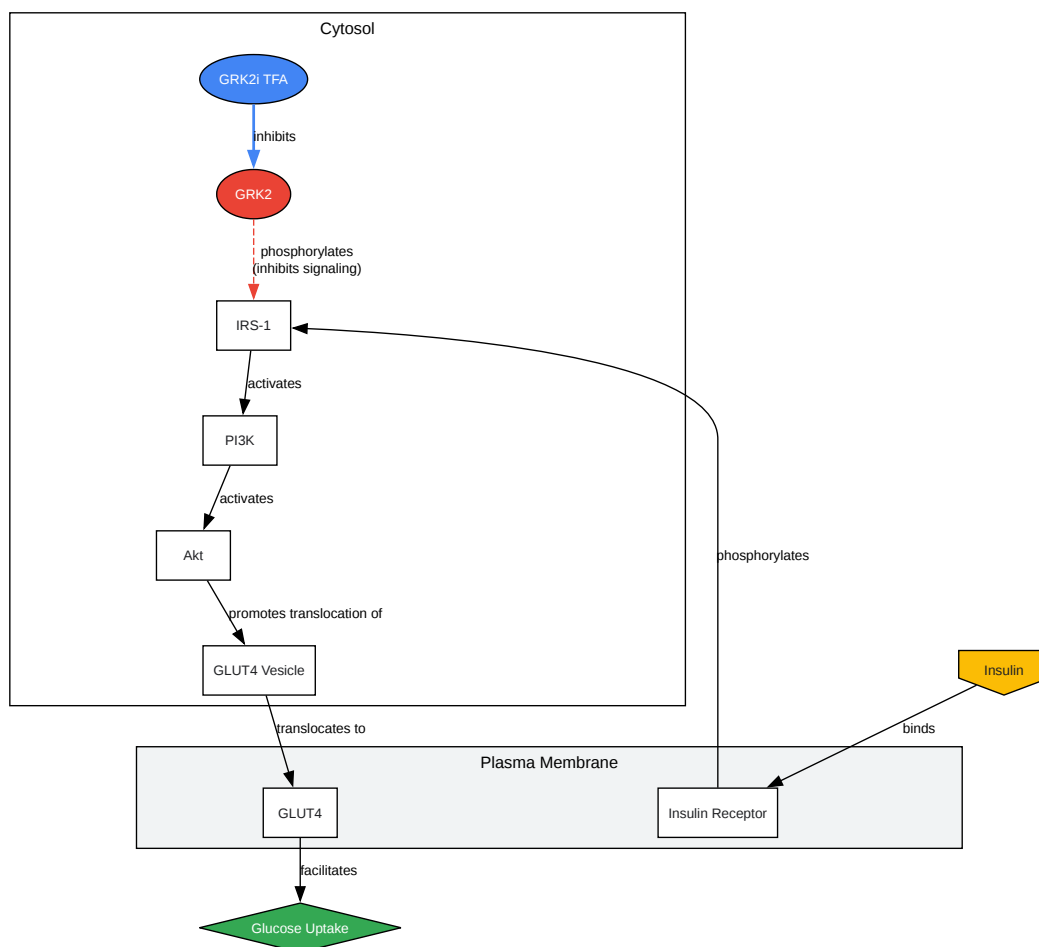 Cytosol
GRK2i TFA
inhibits
GRK2
phosphorylates
(inhibits signaling)
IRS-1
activates
PI3K
activates
Akt
phosphorylates
promotes translocation of
GLUT4 Vesicle
Insulin
translocates to
binds
Plasma Membrane
GLUT4
Insulin Receptor
facilitates
Glucose Uptake